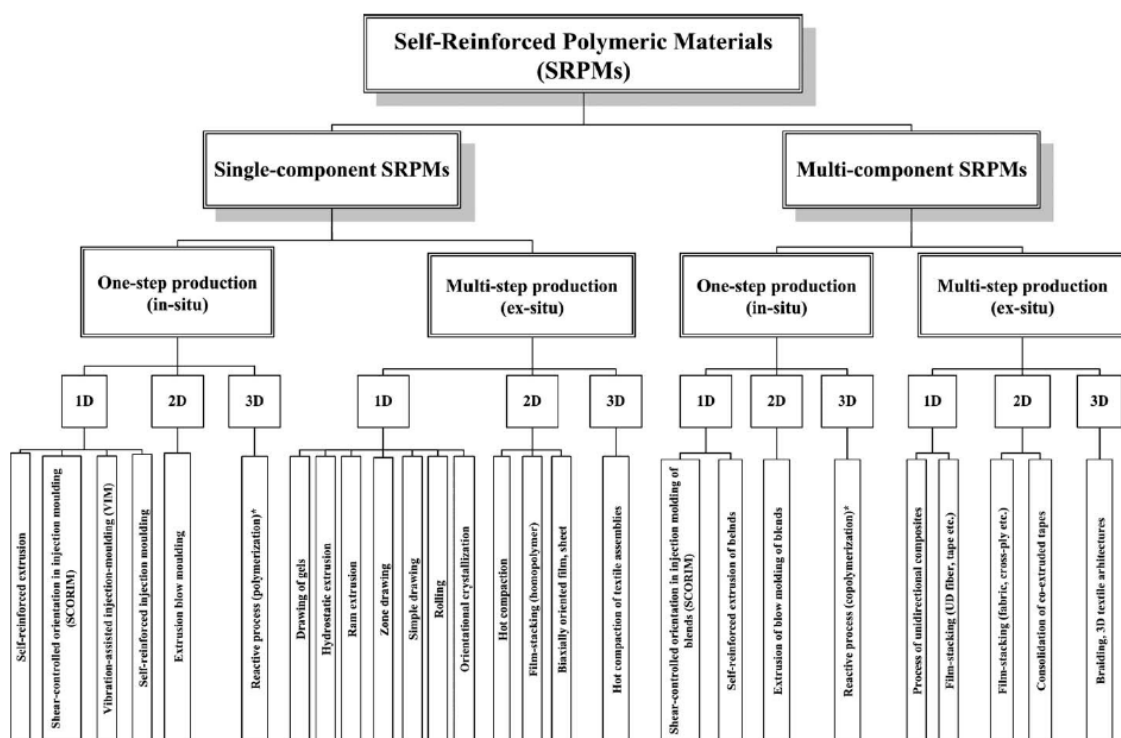 Self-Reinforced Polymeric Materials
(SRPMs)
Single-component SRPMs
Multi-component SRPMs
One-step production
(in-situ)
Multi-step production
(ex-situ)
One-step production
(in-situ)
Multi-step production
(ex-situ)
1D
2D
3D
1D
2D
3D
1D
2D
3D
1D
2D
3D
Self-reinforced extrusion
Shear-controlled orientation in injection moulding
(SCORIM)
Vibration-assisted injection-moulding (VIM)
Self-reinforced injection moulding
Extrusion blow moulding
Reactive process (polymerization)*
Drawing of gels
Hydrostatic extrusion
Ram extrusion
Zone drawing
Simple drawing
Rolling
Orientational crystallization
Hot compaction
Film-stacking (homopolymer)
Biaxially oriented film, sheet
Hot compaction of textile assemblies
Shear-controlled orientation in injection molding of
blends (SCORIM)
Self-reinforced extrusion of belnds
Extrusion of blow molding of blends
Reactive process (copolymerization)*
Process of unidirectional composites
Film-stacking (UD fiber, tape etc.)
Film-stacking (fabric, cross-ply etc.)
Consolidation of co-extruded tapes
Braiding, 3D textile arhitectures